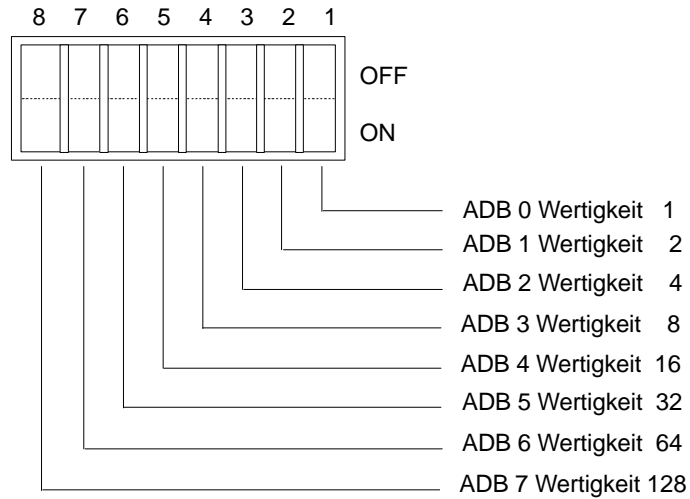 8 7 6 5 4 3 2 1
OFF
ON
ADB 0 Wertigkeit 1
ADB 1 Wertigkeit 2
ADB 2 Wertigkeit 4
ADB 3 Wertigkeit 8
ADB 4 Wertigkeit 16
ADB 5 Wertigkeit 32
ADB 6 Wertigkeit 64
ADB 7 Wertigkeit 128